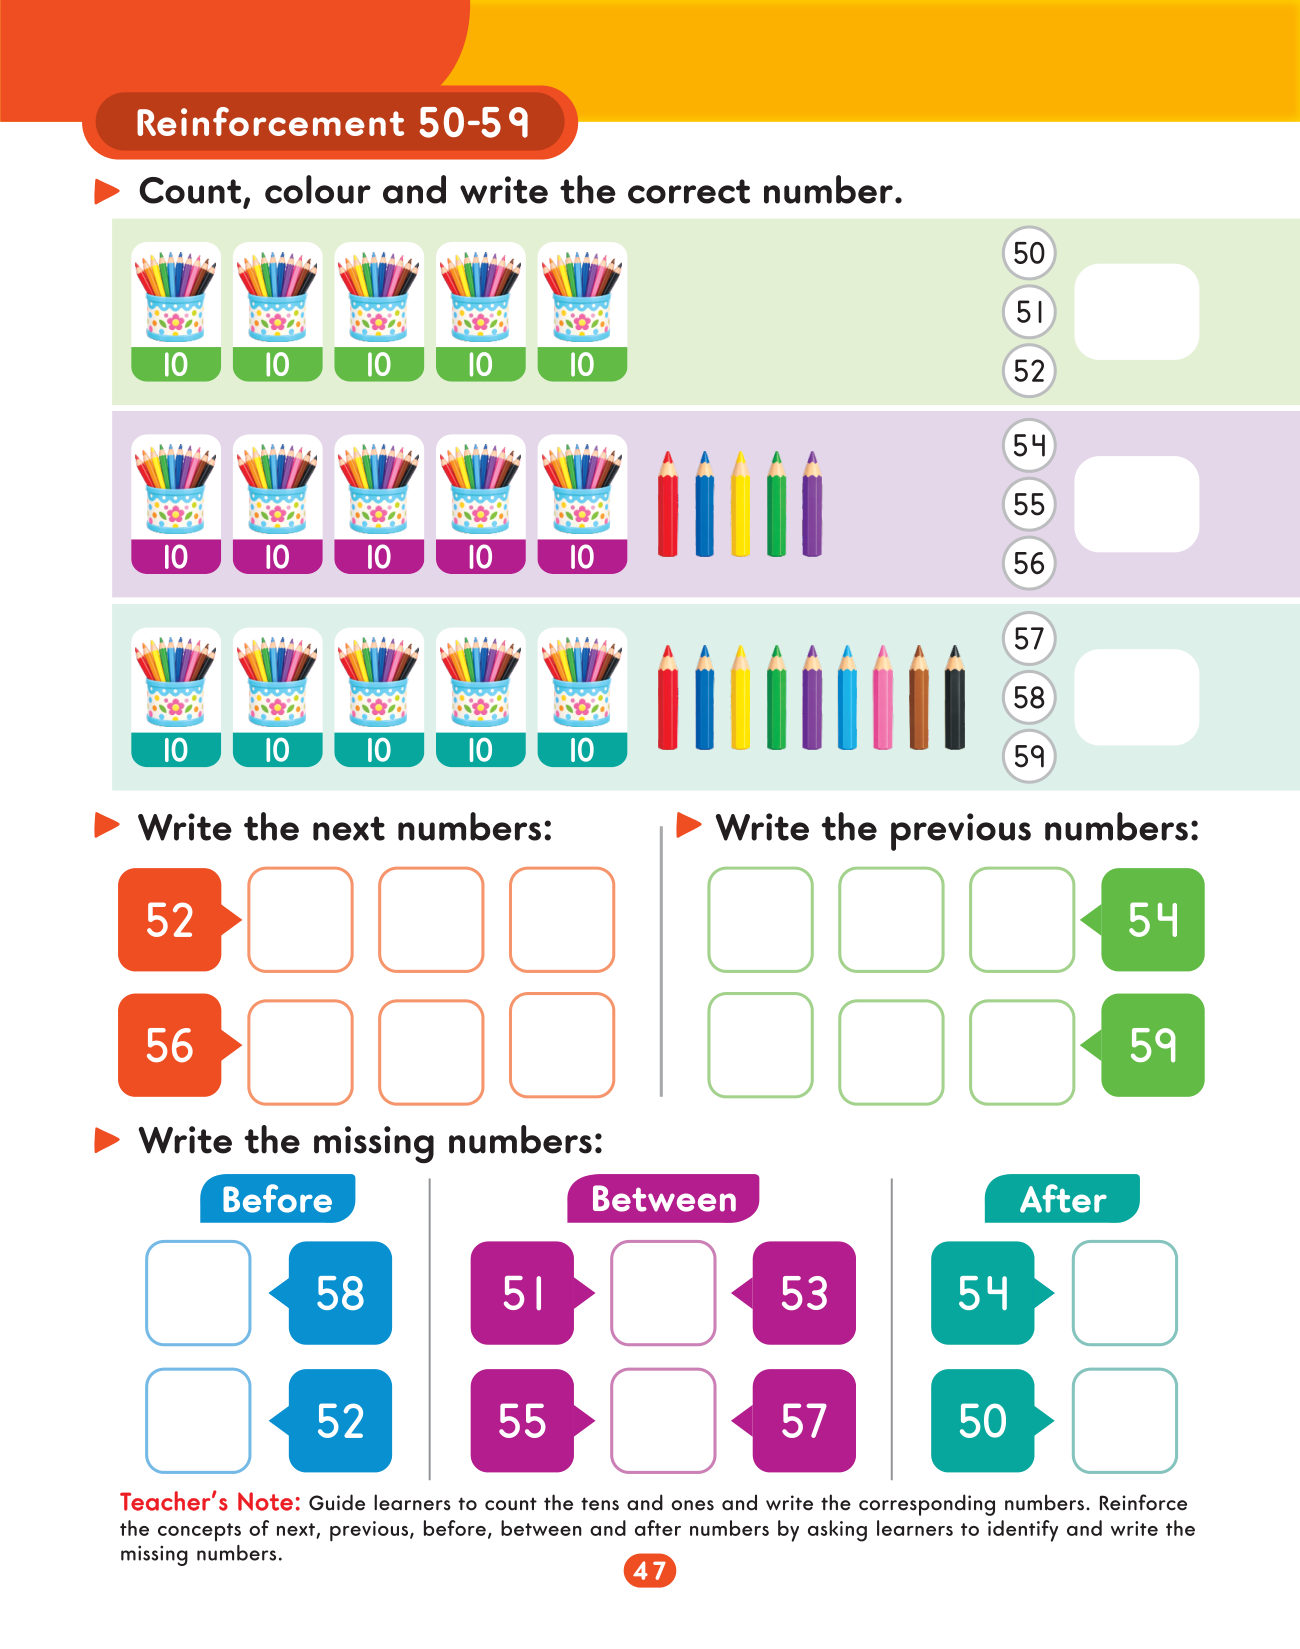 Reinforcement 50-59
Count, colour and write the correct number.
10 10 10 10 10
50
51
52
10 10 10 10 10
54
55
56
10 10 10 10 10
57
58
59
Write the next numbers:
52
56
Write the previous numbers:
54
59
Write the missing numbers:
Before
58
52
Between
51 53
55 57
After
54
50
Teacher's Note: Guide learners to count the tens and ones and write the corresponding numbers. Reinforce
the concepts of next, previous, before, between and after numbers by asking learners to identify and write the
missing numbers.
47